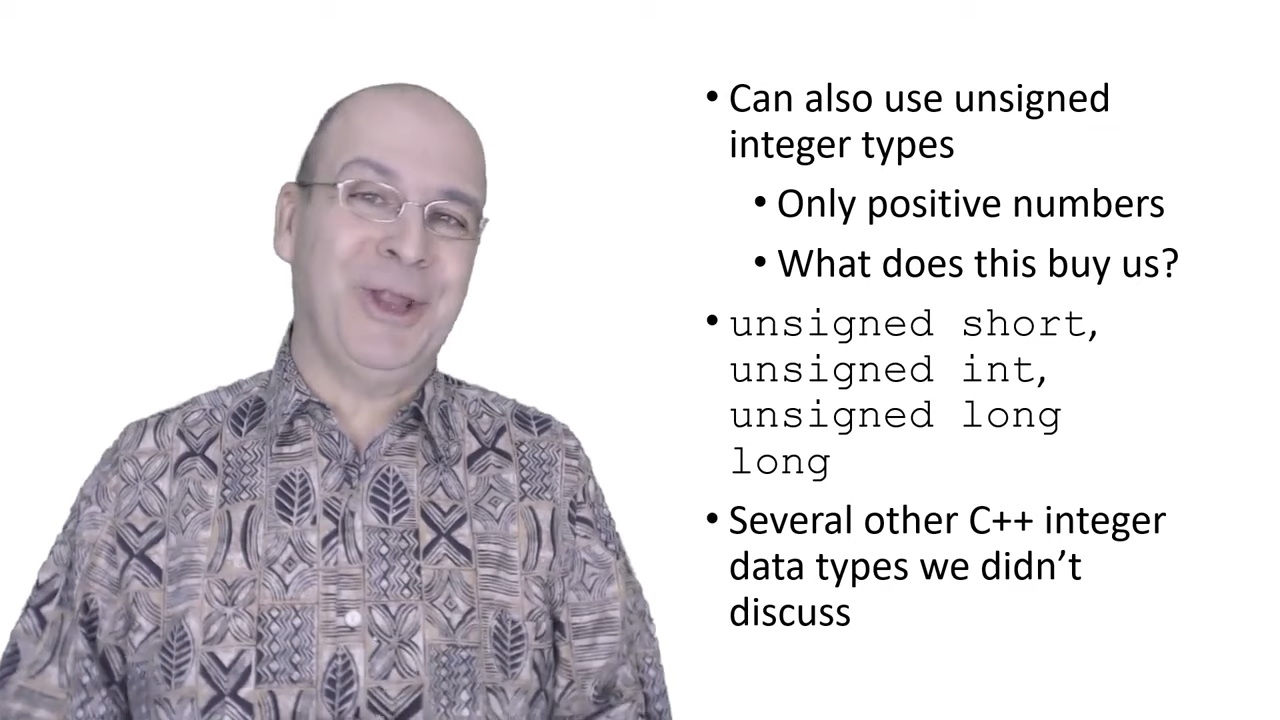 • Can also use unsigned
integer types
• Only positive numbers
• What does this buy us?
• unsigned short,
unsigned int,
unsigned long
long
• Several other C++ integer
data types we didn’t
discuss